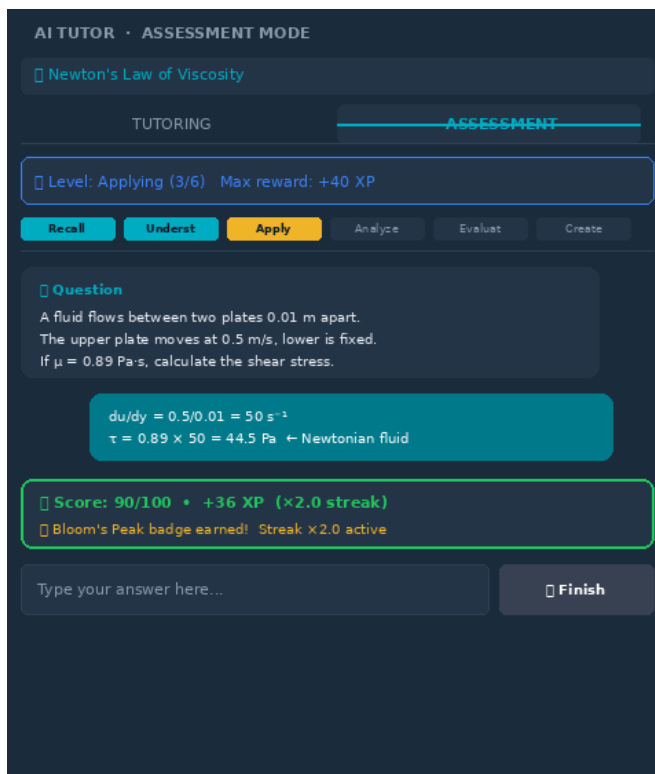 AI TUTOR · ASSESSMENT MODE
Newton's Law of Viscosity
TUTORING ASSESSMENT
Level: Applying (3/6) Max reward: +40 XP
Recall Underst Apply Analyze Evaluat Create
Question
A fluid flows between two plates 0.01 m apart.
The upper plate moves at 0.5 m/s, lower is fixed.
If μ = 0.89 Pa·s, calculate the shear stress.
du/dy = 0.5/0.01 = 50 s⁻¹
τ = 0.89 × 50 = 44.5 Pa ← Newtonian fluid
Score: 90/100 • +36 XP (×2.0 streak)
Bloom's Peak badge earned! Streak ×2.0 active
Type your answer here... Finish